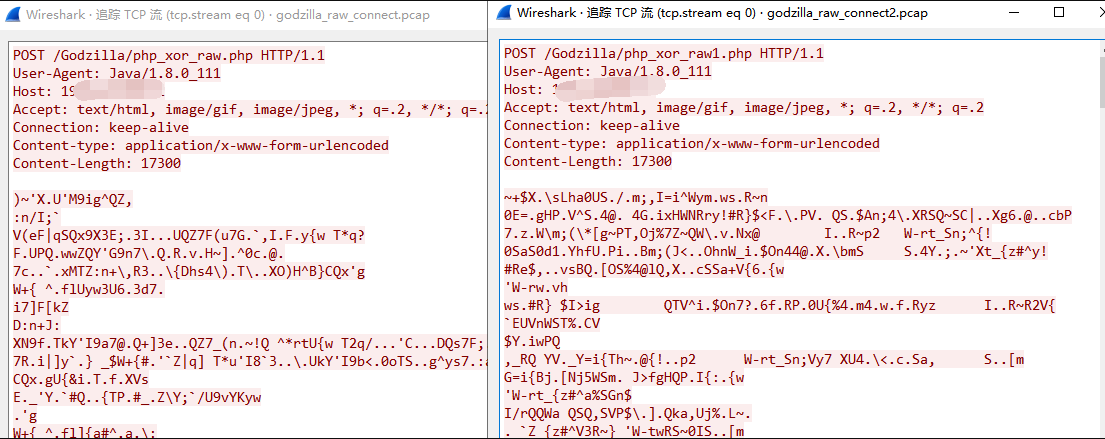 Wireshark · 追踪 TCP 流 (tcp.stream eq 0) · godzilla_raw_connect.pcap
POST /Godzilla/php_xor_raw.php HTTP/1.1
User-Agent: Java/1.8.0_111
Host: 19
Accept: text/html, image/gif, image/jpeg, *; q=.2, */*; q=.2
Connection: keep-alive
Content-type: application/x-www-form-urlencoded
Content-Length: 17300
)~'X.U'M9ig^QZ,
:n/I;`
V(eF|qSQx9X3E;.3I...UQZ7F(u7G.`,I.F.y{w T*q?
F.UPQ.wwZQY'G9n7\.Q.R.v.H~].^0c.@.
7c..`.xMTZ:n+\,R3..\{Dhs4\).T\..XO)H^B}CQx'g
W+{ ^.flUyw3U6.3d7.
i7]F[kZ
D:n+J:
XN9f.TkY'I9a7@.Q+]3e..QZ7_(n.~!Q ^*rtU{w T2q/...'C...DQs7F;
7R.i|]y`.} _$W+{#.'`Z|q] T*u'I8`3..\.UkY'I9b<.0oTS..g^ys7.:
CQx.gU{&i.T.f.XVs
E._'Y.`#Q..{TP.#_.Z\Y;`/U9vYKyw
.'g
W+{ ^.fl]{a#^.a.\:
Wireshark · 追踪 TCP 流 (tcp.stream eq 0) · godzilla_raw_connect2.pcap
POST /Godzilla/php_xor_raw1.php HTTP/1.1
User-Agent: Java/1.8.0_111
Host:
Accept: text/html, image/gif, image/jpeg, *; q=.2, */*; q=.2
Connection: keep-alive
Content-type: application/x-www-form-urlencoded
Content-Length: 17300
~+$X.\sLha0US./.m;,I=i^Wym.ws.R~n
0E=.gHP.V^S.4@. 4G.ixHWNRry!#R}$<F.\.PV. QS.$An;4\.XRSQ~SC|..Xg6.@..cbP
7.z.W\m;(\*[g~PT,Oj%7Z~QW\.v.Nx@ I..R~p2 W-rt_Sn;^{!
0SaS0d1.YhfU.Pi..Bm;(J<..OhnW_i.$On44@.X.\bmS S.4Y.;.~'Xt_{z#^y!
#Re$,..vsBQ.[OS%4@lQ,X..cSSa+V{6.{w
'W-rw.vh
ws.#R} $I>ig QTV^i.$On7?.6f.RP.0U{%4.m4.w.f.Ryz I..R~R2V{
`EUVnWST%.CV
$Y.iwPQ
,_RQ YV._Y=i{Th~.@{!..p2 W-rt_Sn;Vy7 XU4.\<.c.Sa, S..[m
G=i{Bj.[Nj5WSm. J>fgHQP.I{:.{w
'W-rt_{z#^a%SGn$
I/rQQWa QSQ,SVP$\.].Qka,Uj%.L~.
. `Z {z#^V3R~} 'W-twRS~0IS..[m